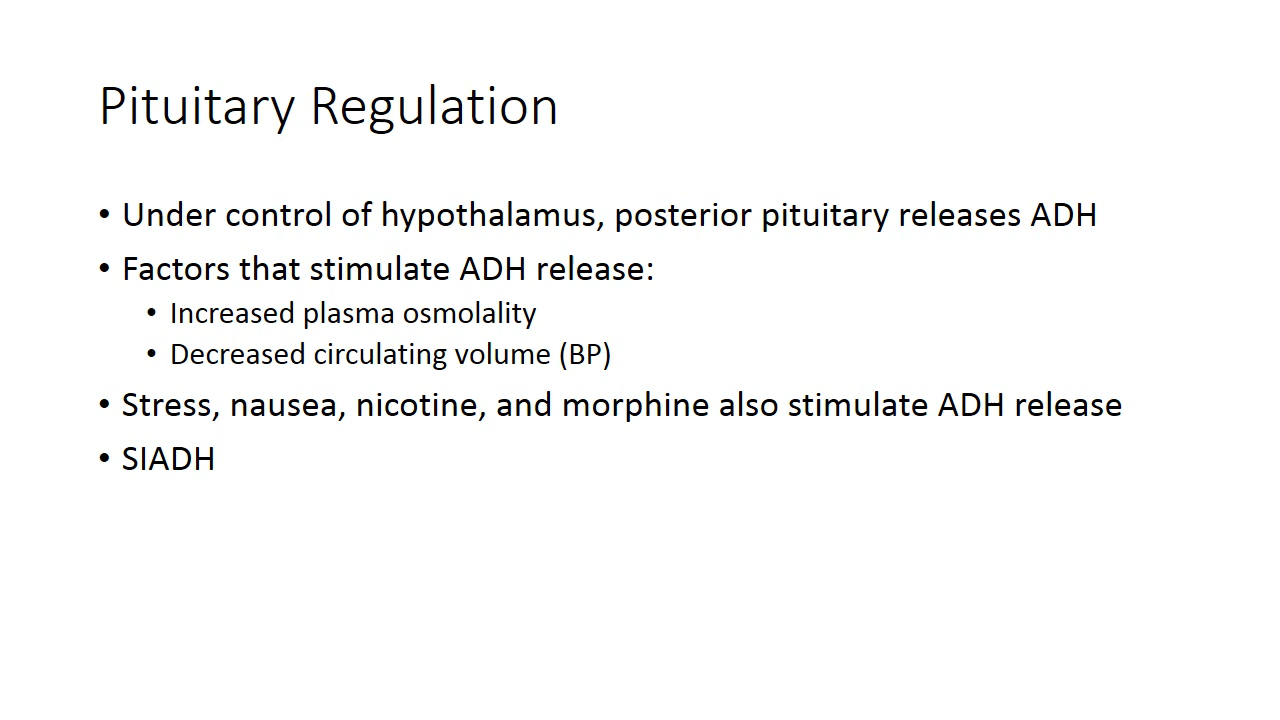 Pituitary Regulation
• Under control of hypothalamus, posterior pituitary releases ADH
• Factors that stimulate ADH release:
• Increased plasma osmolality
• Decreased circulating volume (BP)
• Stress, nausea, nicotine, and morphine also stimulate ADH release
• SIADH